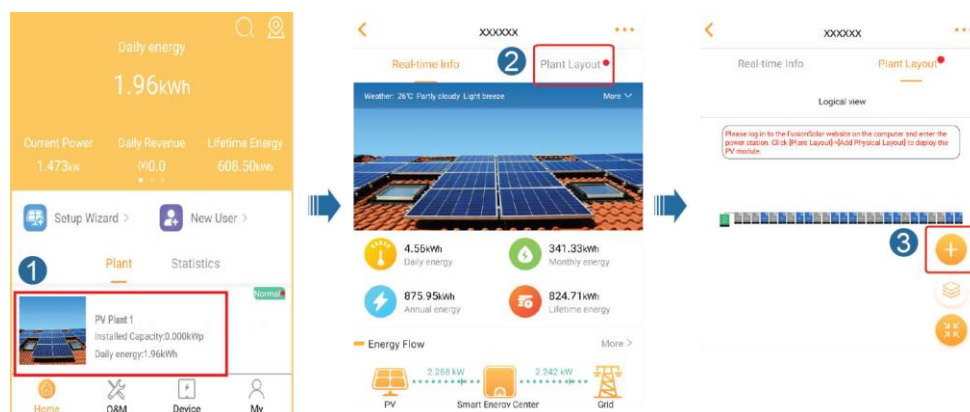 Daily energy
1.96kWh
Current Power Daily Revenue Lifetime Energy
1.473kW (¥)0.0 608.50kWh
Setup Wizard > New User >
1
Plant Statistics
Normal
PV Plant 1
Installed Capacity:0.000kWp
Daily energy:1.96kWh
Home O&M Device My
xxxxxx
2
Real-time Info Plant Layout
Weather: 26°C Partly cloudy Light breeze More
4.56kWh 341.33kWh
Daily energy Monthly energy
875.95kWh 824.71kWh
Annual energy Lifetime energy
Energy Flow More >
2.288 kW 2.242 kW
PV Smart Energy Center Grid
xxxxxx
Real-time Info Plant Layout
Logical view
Please log in to the FusionSolar website on the computer and enter the
power station. Click [Plant Layout]>[Add Physical Layout] to deploy the
PV module.
3